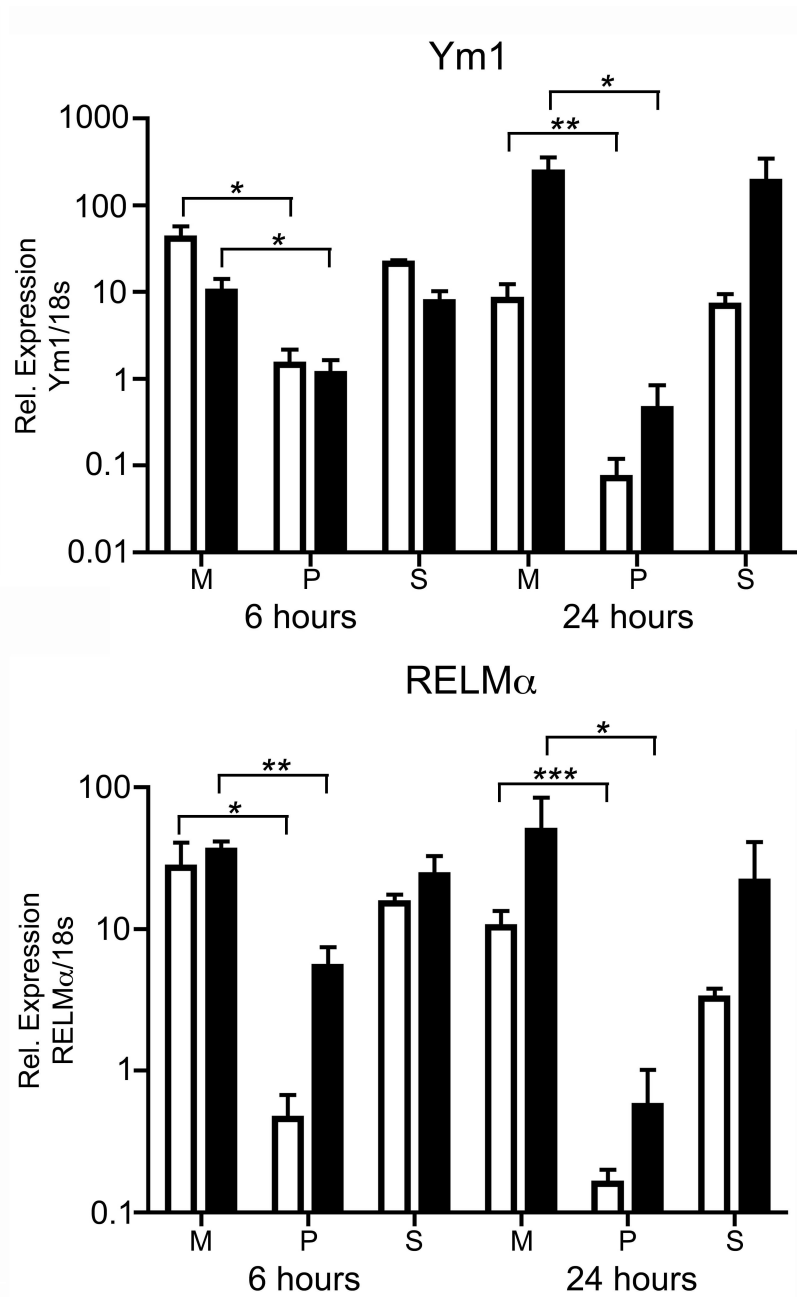 Ym1
*
**
1000
*
*
100
10
1
0.1
0.01
Rel. Expression
Ym1/18s
M P S M P S
6 hours 24 hours
RELMα
*
**
***
*
100
10
1
0.1
Rel. Expression
RELMα/18s
M P S M P S
6 hours 24 hours